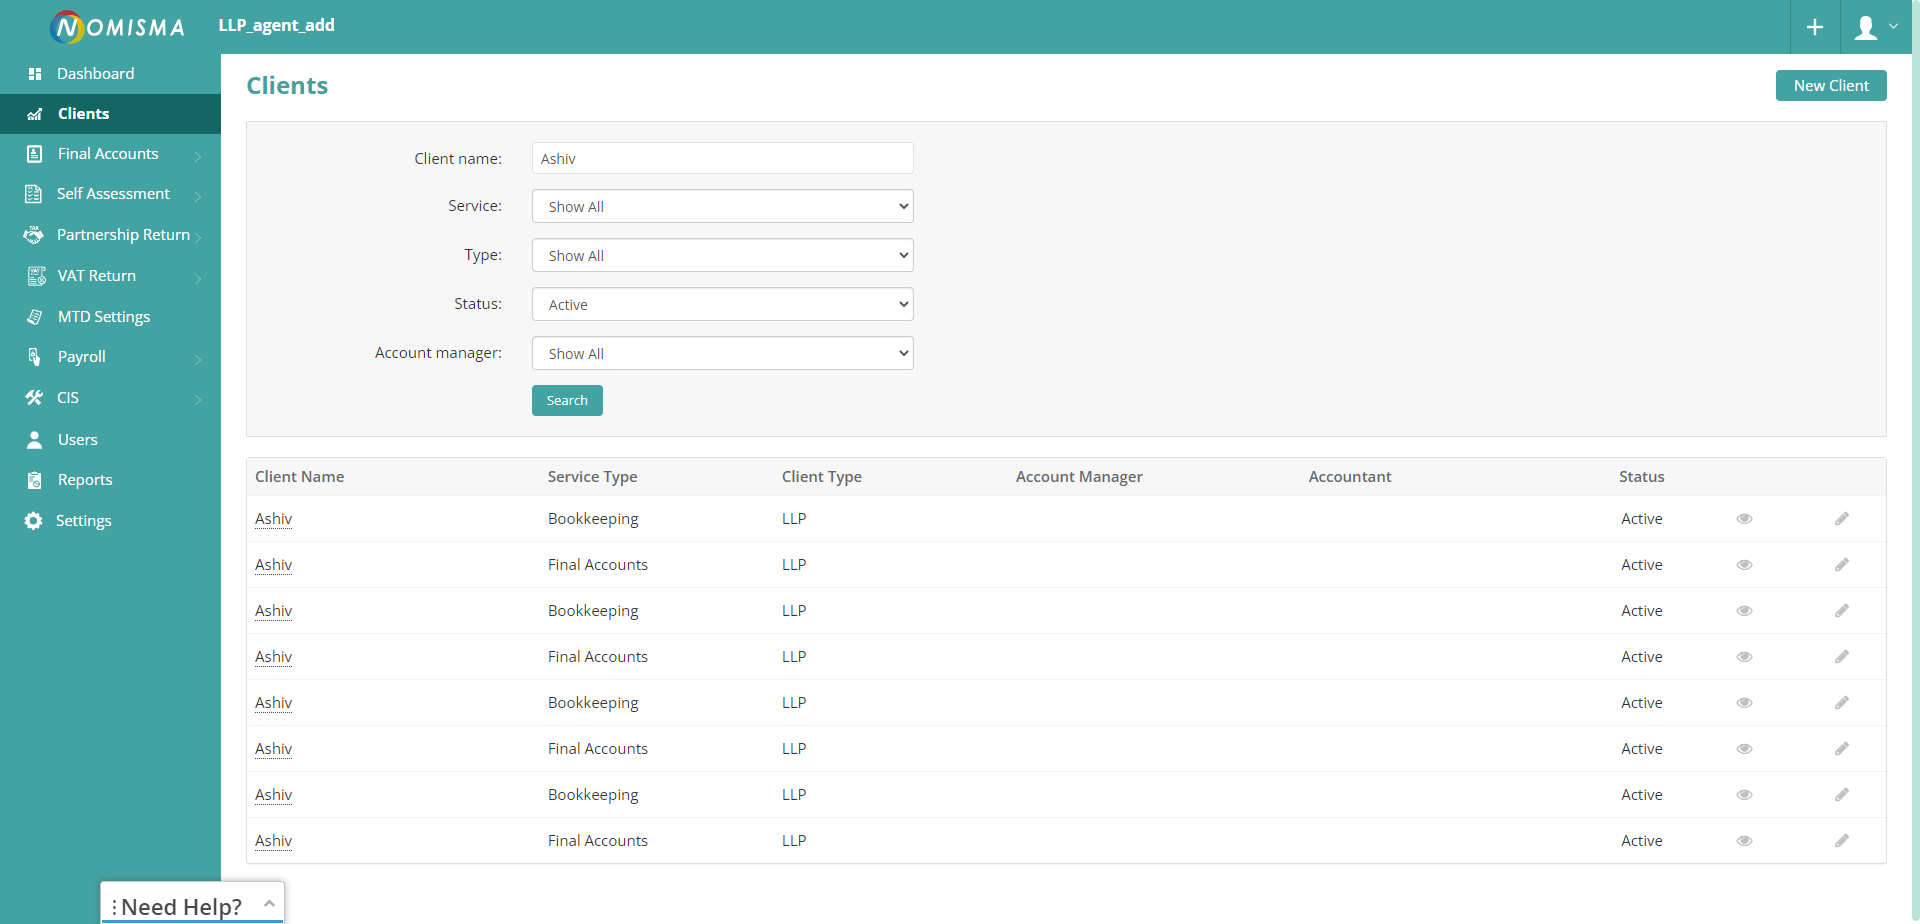 NOMISMA
LLP_agent_add
Dashboard
Clients
Final Accounts
Self Assessment
Partnership Return
VAT Return
MTD Settings
Payroll
CIS
Users
Reports
Settings
Clients
New Client
Client name: Ashiv
Service: Show All
Type: Show All
Status: Active
Account manager: Show All
Search
Client Name Service Type Client Type Account Manager Accountant Status
Ashiv Bookkeeping LLP Active
Ashiv Final Accounts LLP Active
Ashiv Bookkeeping LLP Active
Ashiv Final Accounts LLP Active
Ashiv Bookkeeping LLP Active
Ashiv Final Accounts LLP Active
Ashiv Bookkeeping LLP Active
Ashiv Final Accounts LLP Active
Need Help?